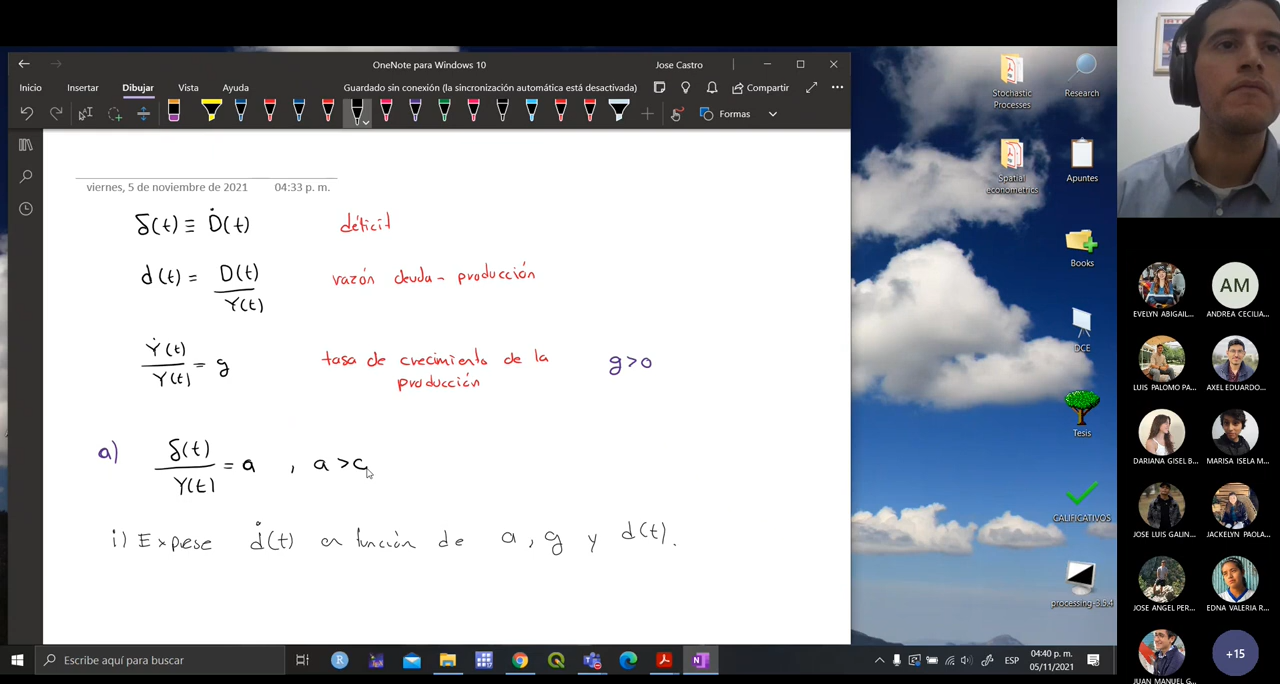 OneNote para Windows 10
Jose Castro
Inicio
Insertar
Dibujar
Vista
Ayuda
Guardado sin conexión (la sincronización automática está desactivada)
Compartir
Formas
viernes, 5 de noviembre de 2021
04:33 p. m.
δ(t) ≡ Ḋ(t) déficit
d(t) = D(t) / Y(t) razón deuda - producción
Ẏ(t) / Y(t) = g tasa de crecimiento de la
producción
g > 0
a) δ(t) / Y(t) = a , a >
i) Exprese ḋ(t) en función de a, g y d(t).
Stochastic
Processes
Research
Spatial
econometrics
Apuntes
Books
DCE
Tesis
CALIFICATIVOS
processing-3.5.4
AM
EVELYN ABIGAIL...
ANDREA CECILIA...
LUIS PALOMO PA...
AXEL EDUARDO...
DARIANA GISEL B...
MARISA ISELA M...
JOSE LUIS GALIN...
JACKELYN PAOLA...
JOSE ANGEL PER...
EDNA VALERIA R...
JUAN MANUEL G...
+15
Escribe aquí para buscar
ESP
04:40 p. m.
05/11/2021